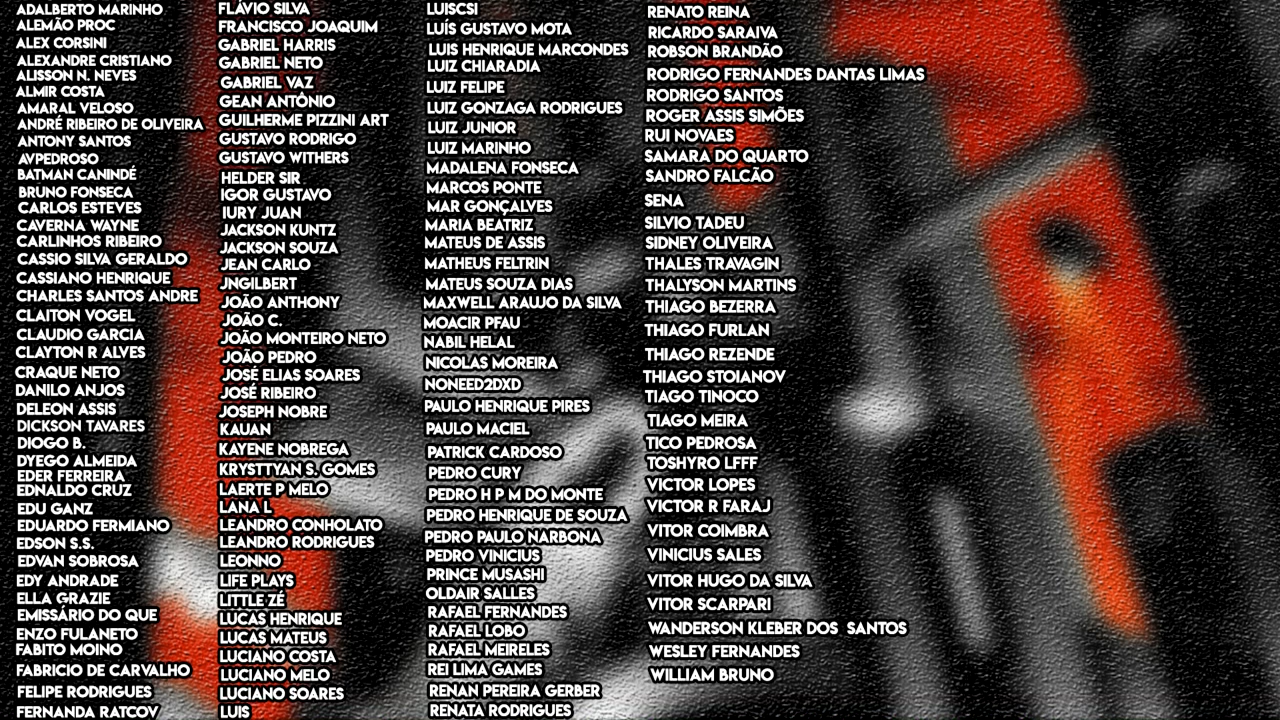 ADALBERTO MARINHO
ALEMÃO PROC
ALEX CORSINI
ALEXANDRE CRISTIANO
ALISSON N. NEVES
ALMIR COSTA
AMARAL VELOSO
ANDRÉ RIBEIRO DE OLIVEIRA
ANTONY SANTOS
AVPEDROSO
BATMAN CANINDÉ
BRUNO FONSECA
CARLOS ESTEVES
CAVERNA WAYNE
CARLINHOS RIBEIRO
CASSIO SILVA GERALDO
CASSIANO HENRIQUE
CHARLES SANTOS ANDRE
CLAITON VOGEL
CLAUDIO GARCIA
CLAYTON R ALVES
CRAQUE NETO
DANILO ANJOS
DELEON ASSIS
DICKSON TAVARES
DIOGO B.
DYEGO ALMEIDA
EDER FERREIRA
EDNALDO CRUZ
EDU GANZ
EDUARDO FERMIANO
EDSON S.S.
EDVAN SOBROSA
EDY ANDRADE
ELLA GRAZIE
EMISSÁRIO DO QUE
ENZO FULANETO
FABITO MOINO
FABRICIO DE CARVALHO
FELIPE RODRIGUES
FERNANDA RATCOV
FLÁVIO SILVA
FRANCISCO JOAQUIM
GABRIEL HARRIS
GABRIEL NETO
GABRIEL VAZ
GEAN ANTÔNIO
GUILHERME PIZZINI ART
GUSTAVO RODRIGO
GUSTAVO WITHERS
HELDER SIR
IGOR GUSTAVO
IURY JUAN
JACKSON KUNTZ
JACKSON SOUZA
JEAN CARLO
JNGILBERT
JOÃO ANTHONY
JOÃO C.
JOÃO MONTEIRO NETO
JOÃO PEDRO
JOSÉ ELIAS SOARES
JOSÉ RIBEIRO
JOSEPH NOBRE
KAUAN
KAYENE NOBREGA
KRYSTTYAN S. GOMES
LAERTE P MELO
LANA L
LEANDRO CONHOLATO
LEANDRO RODRIGUES
LEONNO
LIFE PLAYS
LITTLE ZÉ
LUCAS HENRIQUE
LUCAS MATEUS
LUCIANO COSTA
LUCIANO MELO
LUCIANO SOARES
LUIS
LUISCSI
LUÍS GUSTAVO MOTA
LUIS HENRIQUE MARCONDES
LUIZ CHIARADIA
LUIZ FELIPE
LUIZ GONZAGA RODRIGUES
LUIZ JUNIOR
LUIZ MARINHO
MADALENA FONSECA
MARCOS PONTE
MAR GONÇALVES
MARIA BEATRIZ
MATEUS DE ASSIS
MATHEUS FELTRIN
MATEUS SOUZA DIAS
MAXWELL ARAUJO DA SILVA
MOACIR PFAU
NABIL HELAL
NICOLAS MOREIRA
NONEED2DXD
PAULO HENRIQUE PIRES
PAULO MACIEL
PATRICK CARDOSO
PEDRO CURY
PEDRO H P M DO MONTE
PEDRO HENRIQUE DE SOUZA
PEDRO PAULO NARBONA
PEDRO VINICIUS
PRINCE MUSASHI
OLDAIR SALLES
RAFAEL FERNANDES
RAFAEL LOBO
RAFAEL MEIRELES
REI LIMA GAMES
RENAN PEREIRA GERBER
RENATA RODRIGUES
RENATO REINA
RICARDO SARAIVA
ROBSON BRANDÃO
RODRIGO FERNANDES DANTAS LIMAS
RODRIGO SANTOS
ROGER ASSIS SIMÕES
RUI NOVAES
SAMARA DO QUARTO
SANDRO FALCÃO
SENA
SILVIO TADEU
SIDNEY OLIVEIRA
THALES TRAVAGIN
THALYSON MARTINS
THIAGO BEZERRA
THIAGO FURLAN
THIAGO REZENDE
THIAGO STOIANOV
TIAGO TINOCO
TIAGO MEIRA
TICO PEDROSA
TOSHYRO LFFF
VICTOR LOPES
VICTOR R FARAJ
VITOR COIMBRA
VINICIUS SALES
VITOR HUGO DA SILVA
VITOR SCARPARI
WANDERSON KLEBER DOS SANTOS
WESLEY FERNANDES
WILLIAM BRUNO